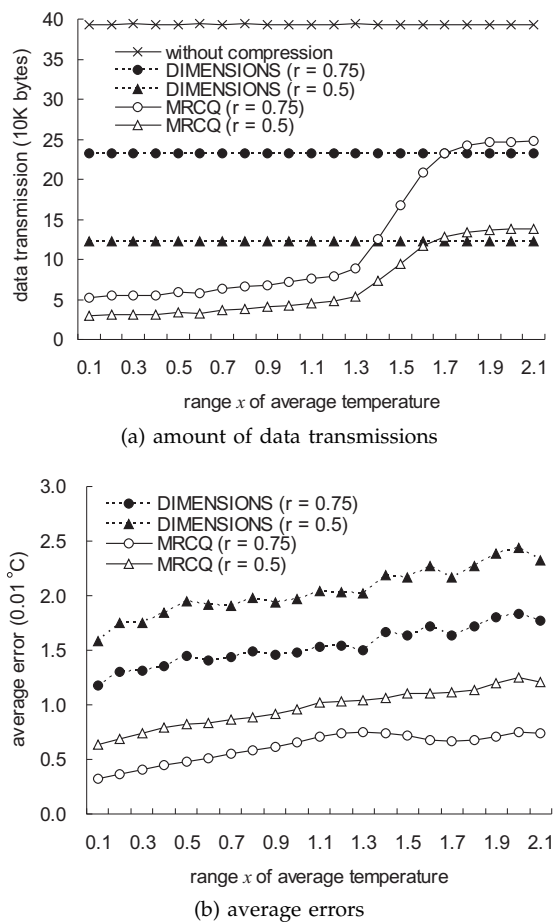 40
35
30
25
20
15
10
5
0
data transmission (10K bytes)
without compression
DIMENSIONS (r = 0.75)
DIMENSIONS (r = 0.5)
MRCQ (r = 0.75)
MRCQ (r = 0.5)
0.1 0.3 0.5 0.7 0.9 1.1 1.3 1.5 1.7 1.9 2.1
range x of average temperature
(a) amount of data transmissions
3.0
2.5
2.0
1.5
1.0
0.5
0.0
average error (0.01 °C)
DIMENSIONS (r = 0.75)
DIMENSIONS (r = 0.5)
MRCQ (r = 0.75)
MRCQ (r = 0.5)
0.1 0.3 0.5 0.7 0.9 1.1 1.3 1.5 1.7 1.9 2.1
range x of average temperature
(b) average errors